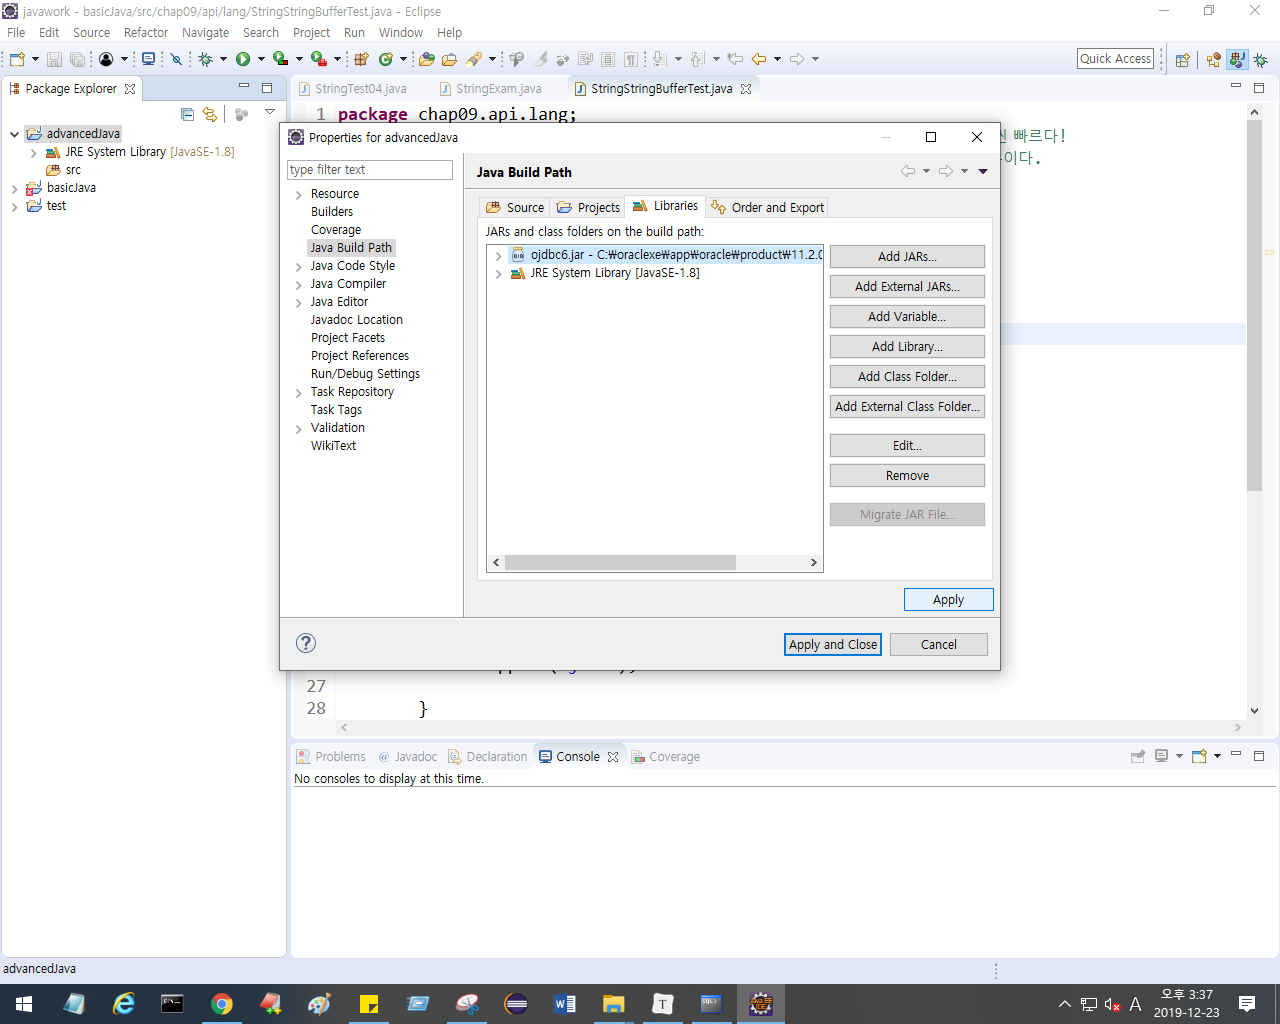 javawork - basicJava/src/chap09/api/lang/StringStringBufferTest.java - Eclipse
File Edit Source Refactor Navigate Search Project Run Window Help
Quick Access
Package Explorer
StringTest04.java StringExam.java StringStringBufferTest.java
advancedJava
JRE System Library [JavaSE-1.8]
src
basicJava
test
1 package chap09.api.lang;
빠르다!
이다.
Properties for advancedJava
type filter text
Resource
Builders
Coverage
Java Build Path
Java Code Style
Java Compiler
Java Editor
Javadoc Location
Project Facets
Project References
Run/Debug Settings
Task Repository
Task Tags
Validation
WikiText
Java Build Path
Source Projects Libraries Order and Export
JARs and class folders on the build path:
ojdbc6.jar - C:₩oraclexe₩app₩oracle₩product₩11.2.0
JRE System Library [JavaSE-1.8]
Add JARs...
Add External JARs...
Add Variable...
Add Library...
Add Class Folder...
Add External Class Folder...
Edit...
Remove
Migrate JAR File...
Apply
Apply and Close Cancel
27
28 }
Problems @ Javadoc Declaration Console Coverage
No consoles to display at this time.
advancedJava
A 오후 3:37
2019-12-23